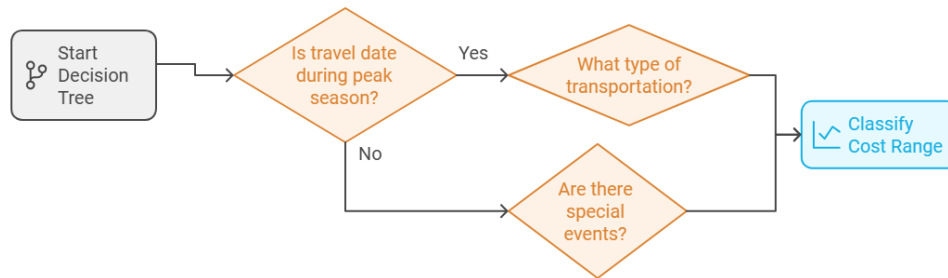 Start
Decision
Tree
Is travel date
during peak
season?
Yes
What type of
transportation?
No
Are there
special
events?
Classify
Cost Range